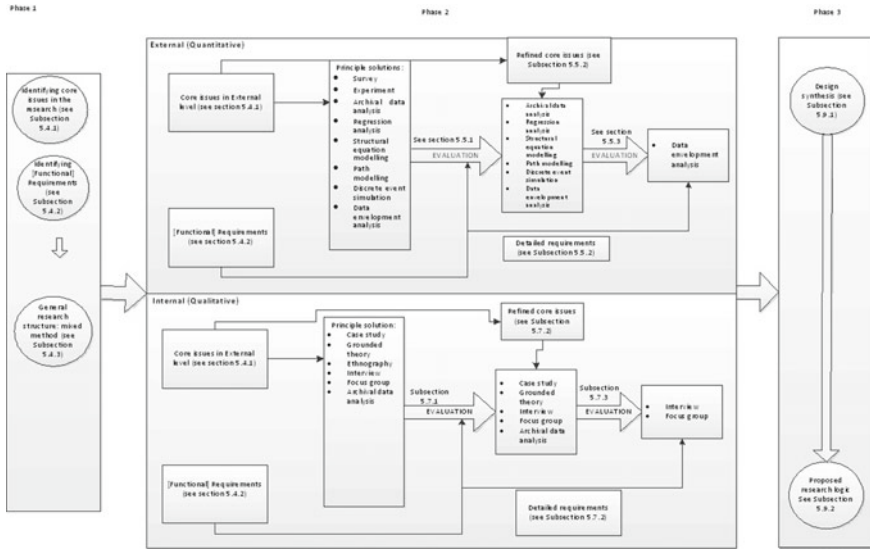 Phase 1
Phase 2
Phase 3
Identifying core
issues in the
research (see
Subsection
5.4.1)
Identifying
[Functional]
Requirements
(see
Subsection
5.4.2)
General
research
structure: mixed
method (see
Subsection
5.4.3)
External (Quantitative)
Core issues in External
level (see section 5.4.1)
[Functional] Requirements
(see section 5.4.2)
Principle solutions:
• Survey
• Experiment
• Archival data
analysis
• Regression
analysis
• Structural
equation
modelling
• Path
modelling
• Discrete event
simulation
• Data
envelopment
analysis
See section 5.5.1
EVALUATION
Refined core issues (see
Subsection 5.5.2)
• Archival data
analysis
• Regression
analysis
• Structural
equation
modelling
• Path modelling
• Discrete event
simulation
• Data
envelopment
analysis
See section
5.5.3
EVALUATION
• Data
envelopment
analysis
Detailed requirements
(see Subsection 5.5.2)
Internal (Qualitative)
Core issues in External
level (see section 5.4.1)
[Functional] Requirements
(see section 5.4.2)
Principle solution:
• Case study
• Grounded
theory
• Ethnography
• Interview
• Focus group
• Archival data
analysis
Subsection
5.7.1
EVALUATION
Refined core issues
(see Subsection
5.7.2)
• Case study
• Grounded
theory
• Interview
• Focus group
• Archival data
analysis
Subsection
5.7.3
EVALUATION
• Interview
• Focus group
Detailed requirements
(see Subsection 5.7.2)
Design
synthesis (see
Subsection
5.9.1)
Proposed
research logic
See Subsection
5.9.2